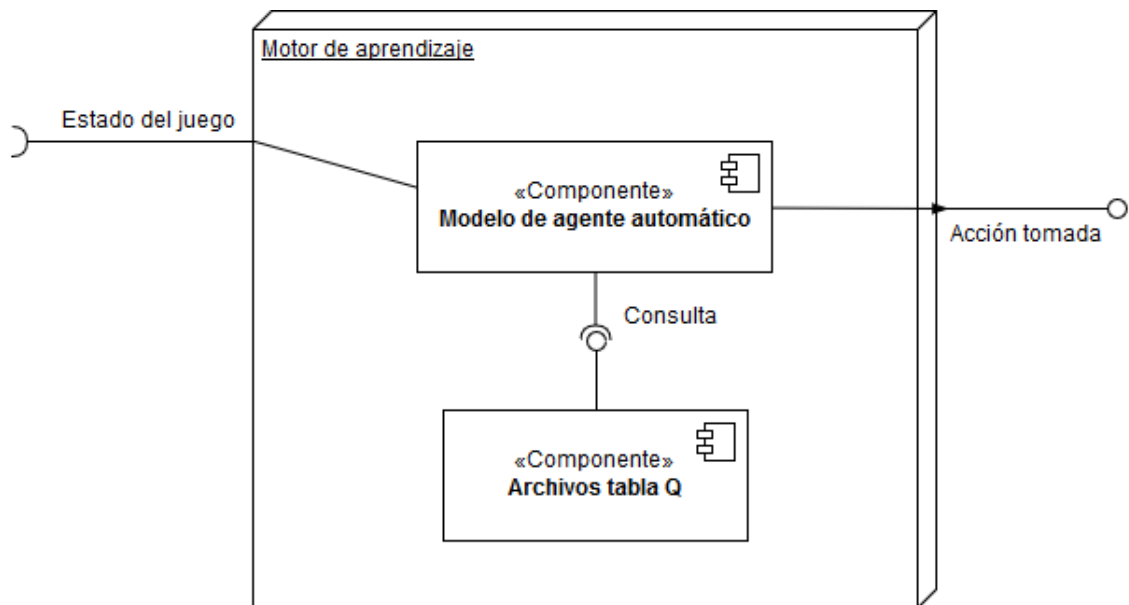 Motor de aprendizaje
Estado del juego
«Componente»
Modelo de agente automático
Acción tomada
Consulta
«Componente»
Archivos tabla Q